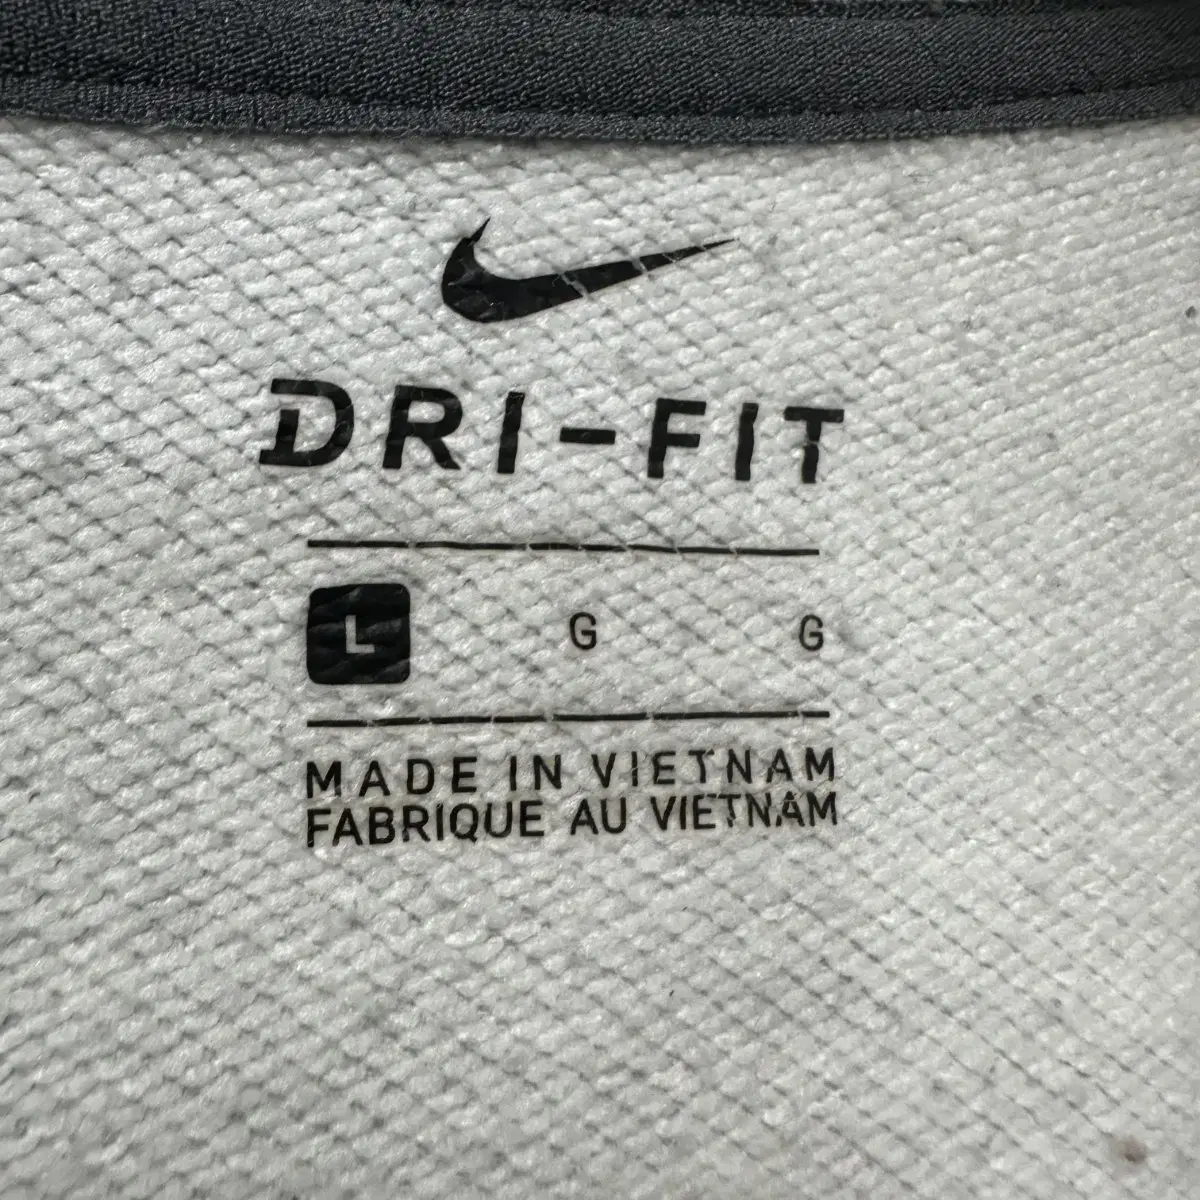 DRI-FIT
L G G
MADE IN VIETNAM
FABRIQUE AU VIETNAM